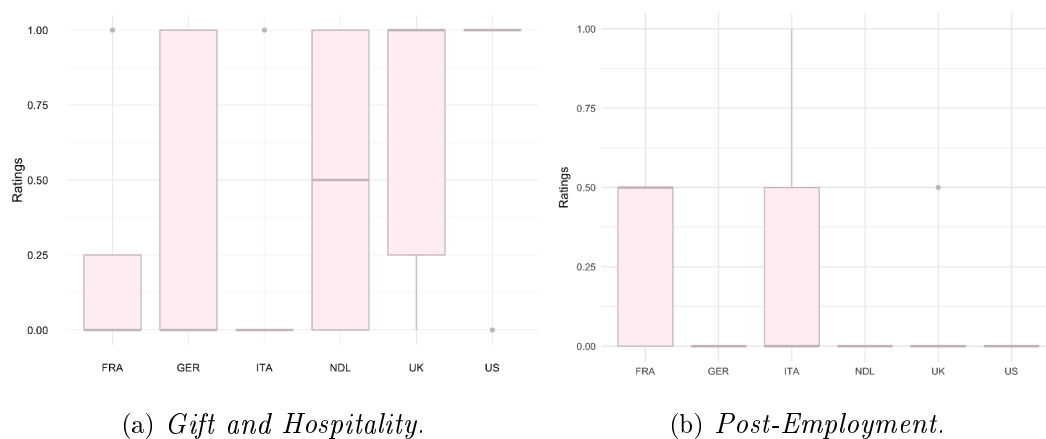 1.00
0.75
0.50
0.25
0.00
Ratings
FRA GER ITA NDL UK US
(a) Gift and Hospitality.
1.00
0.75
0.50
0.25
0.00
Ratings
FRA GER ITA NDL UK US
(b) Post-Employment.